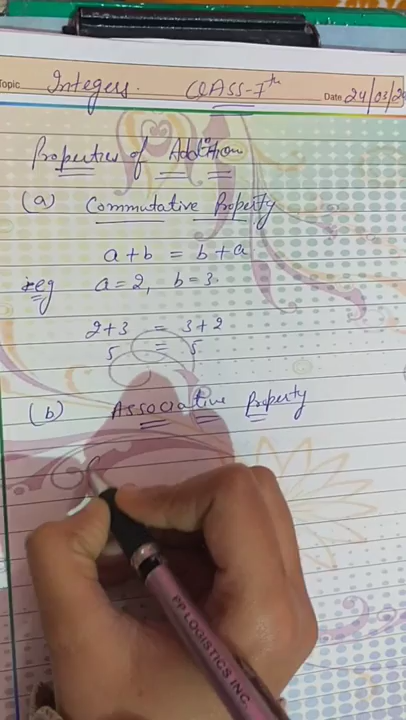 Topic Integers. CLASS-7th Date 24/03/2
Properties of Addition
(a) Commutative Property
a+b = b+a
eg a=2, b=3.
2+3 = 3+2
5 = 5
(b) Associative Property
PP LOGISTICS INC.